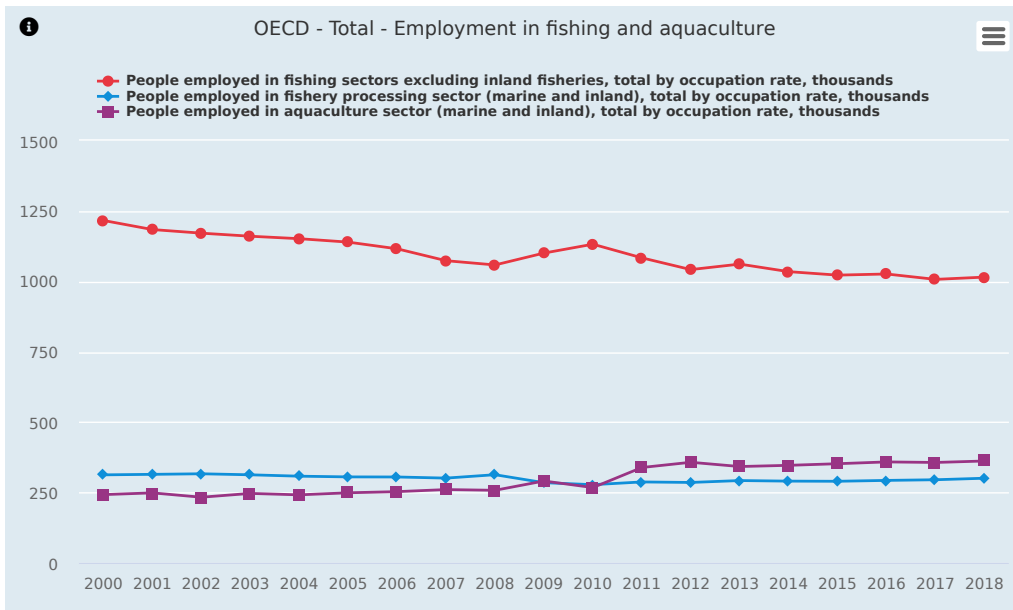 OECD - Total - Employment in fishing and aquaculture
People employed in fishing sectors excluding inland fisheries, total by occupation rate, thousands
People employed in fishery processing sector (marine and inland), total by occupation rate, thousands
People employed in aquaculture sector (marine and inland), total by occupation rate, thousands
1500
1250
1000
750
500
250
0
2000 2001 2002 2003 2004 2005 2006 2007 2008 2009 2010 2011 2012 2013 2014 2015 2016 2017 2018